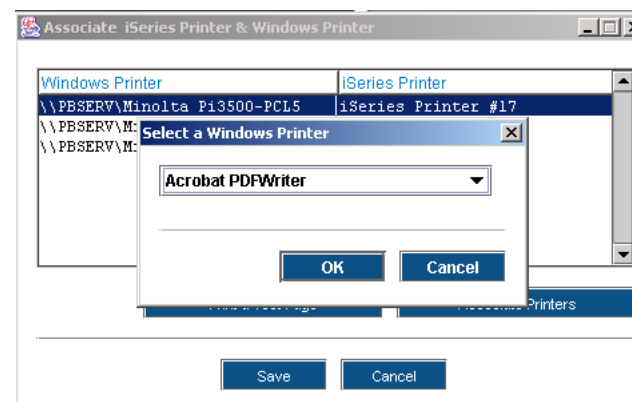 Associate iSeries Printer & Windows Printer
Windows Printer iSeries Printer
\\PBSERV\Minolta Pi3500-PCL5 iSeries Printer #17
\\PBSERV\M
\\PBSERV\M
Select a Windows Printer
Acrobat PDFWriter
OK Cancel
Printers
Save Cancel